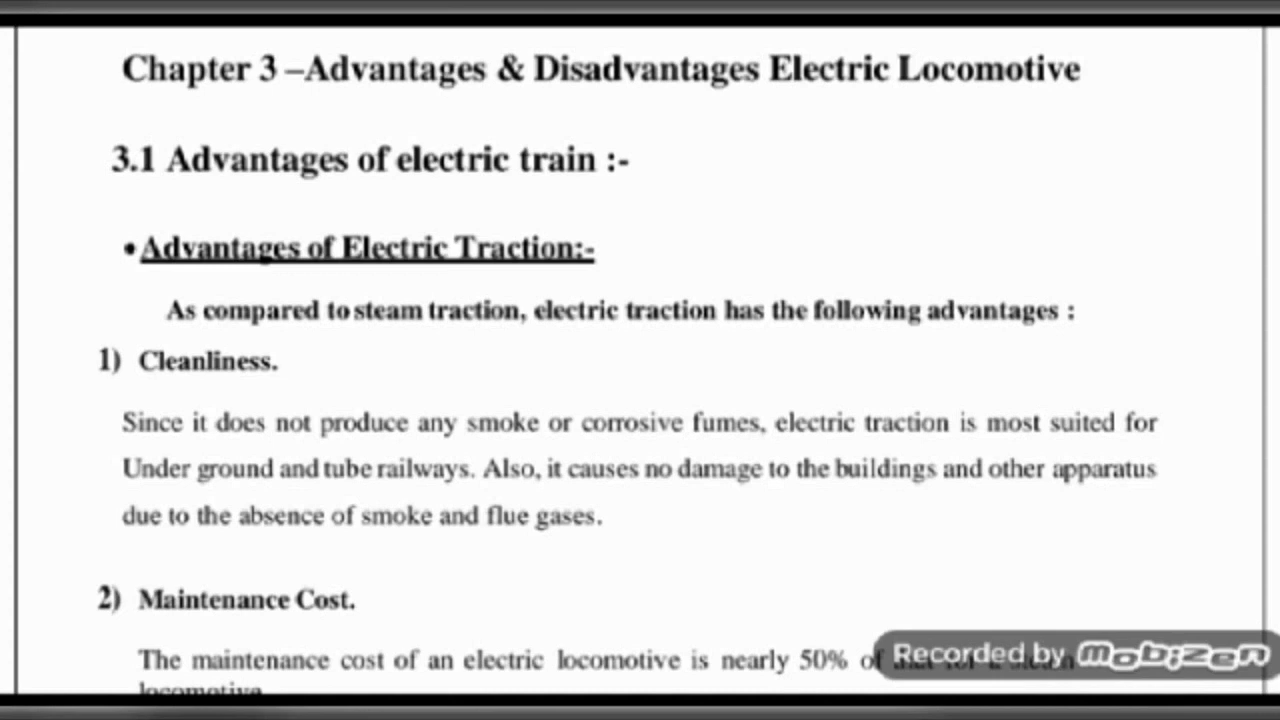 Chapter 3 –Advantages & Disadvantages Electric Locomotive
3.1 Advantages of electric train :-
• Advantages of Electric Traction:-
As compared to steam traction, electric traction has the following advantages :
1) Cleanliness.
Since it does not produce any smoke or corrosive fumes, electric traction is most suited for
Under ground and tube railways. Also, it causes no damage to the buildings and other apparatus
due to the absence of smoke and flue gases.
2) Maintenance Cost.
The maintenance cost of an electric locomotive is nearly 50% of
Recorded by mobizen
locomotive